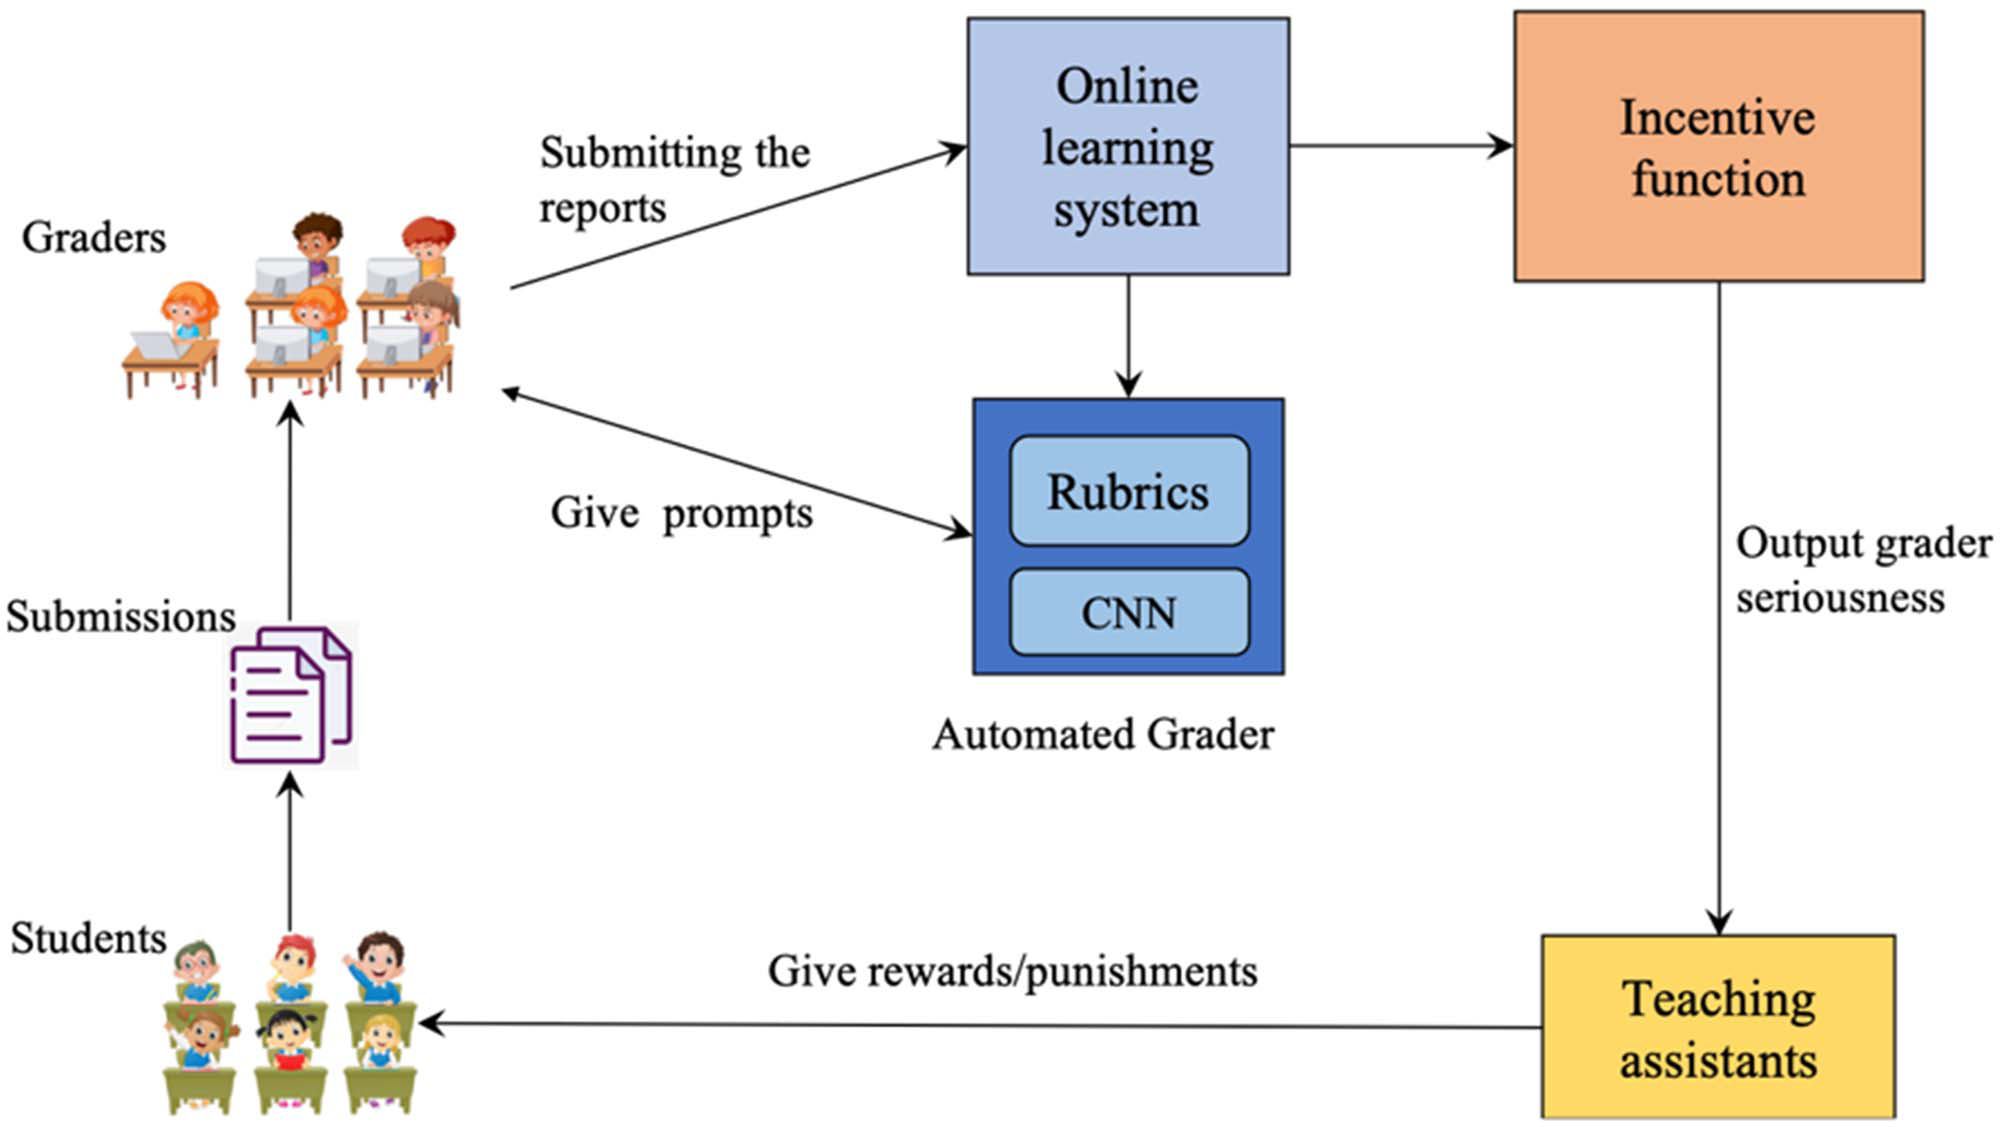 Online
learning
system
Incentive
function
Submitting the
reports
Graders
Rubrics
CNN
Give prompts
Output grader
seriousness
Submissions
Automated Grader
Students
Give rewards/punishments
Teaching
assistants